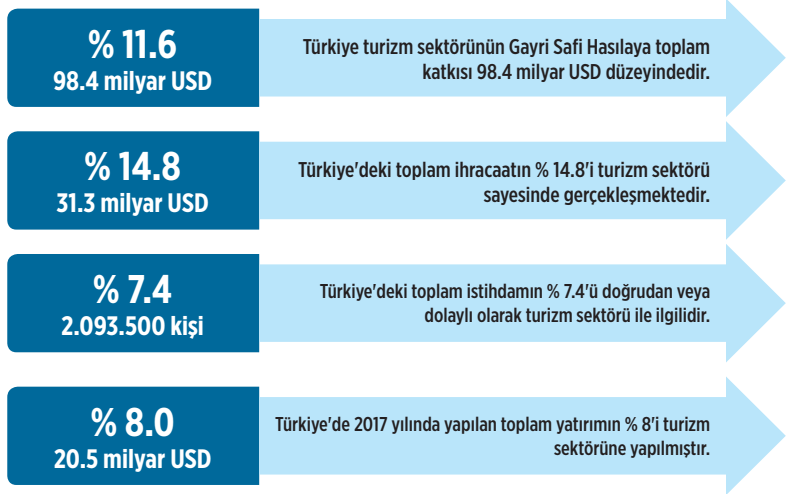 % 11.6
98.4 milyar USD
Türkiye turizm sektörünün Gayri Safi Hasılaya toplam
katkısı 98.4 milyar USD düzeyindedir.
% 14.8
31.3 milyar USD
Türkiye'deki toplam ihracaatın % 14.8'i turizm sektörü
sayesinde gerçekleşmektedir.
% 7.4
2.093.500 kişi
Türkiye'deki toplam istihdamın % 7.4'ü doğrudan veya
dolaylı olarak turizm sektörü ile ilgilidir.
% 8.0
20.5 milyar USD
Türkiye'de 2017 yılında yapılan toplam yatırımın % 8'i turizm
sektörüne yapılmıştır.